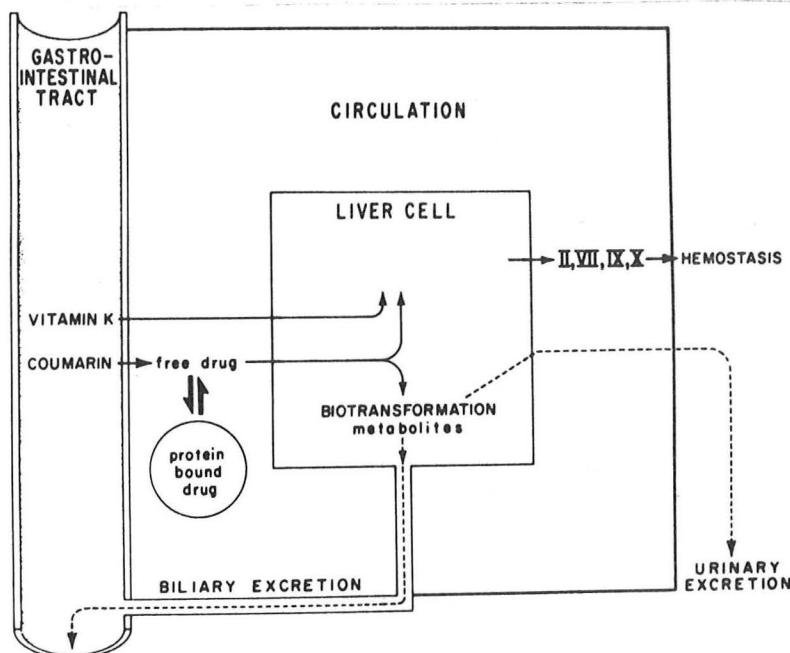 GASTRO-
INTESTINAL
TRACT
CIRCULATION
LIVER CELL
II, VII, IX, X
HEMOSTASIS
VITAMIN K
COUMARIN
free drug
BIOTRANSFORMATION
metabolites
protein
bound
drug
BILIARY EXCRETION
URINARY
EXCRETION